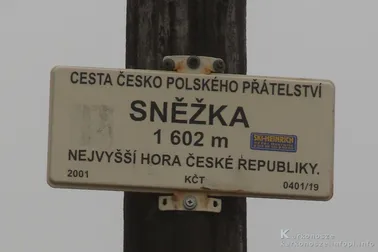 CESTA ČESKO POLSKÉHO PŘÁTELSTVÍ
SNĚŽKA
1 602 m
NEJVYŠŠÍ HORA ČESKÉ REPUBLIKY.
2001 KČT 0401/19